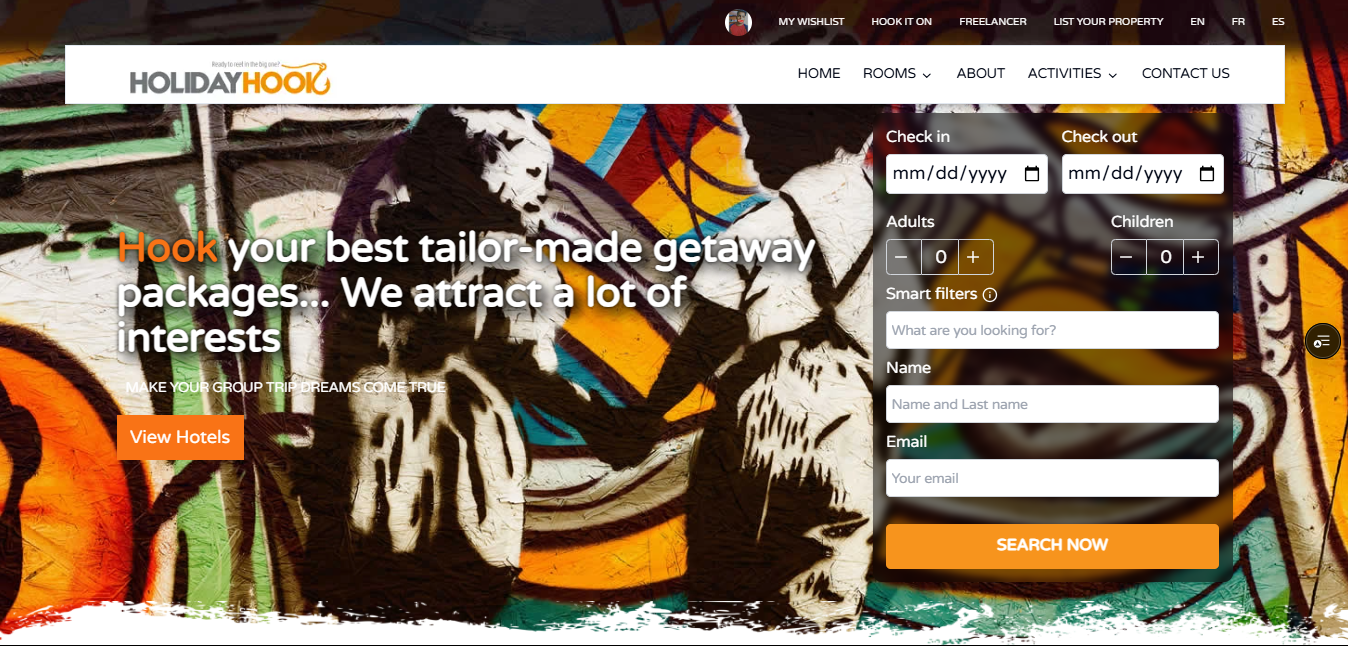 MY WISHLIST HOOK IT ON FREELANCER LIST YOUR PROPERTY EN FR ES
Ready to reel in the big one?
HOLIDAYHOOK
HOME ROOMS ABOUT ACTIVITIES CONTACT US
Hook your best tailor-made getaway
packages... We attract a lot of
interests
MAKE YOUR GROUP TRIP DREAMS COME TRUE
View Hotels
Check in Check out
mm/dd/yyyy mm/dd/yyyy
Adults Children
− 0 + − 0 +
Smart filters
What are you looking for?
Name
Name and Last name
Email
Your email
SEARCH NOW